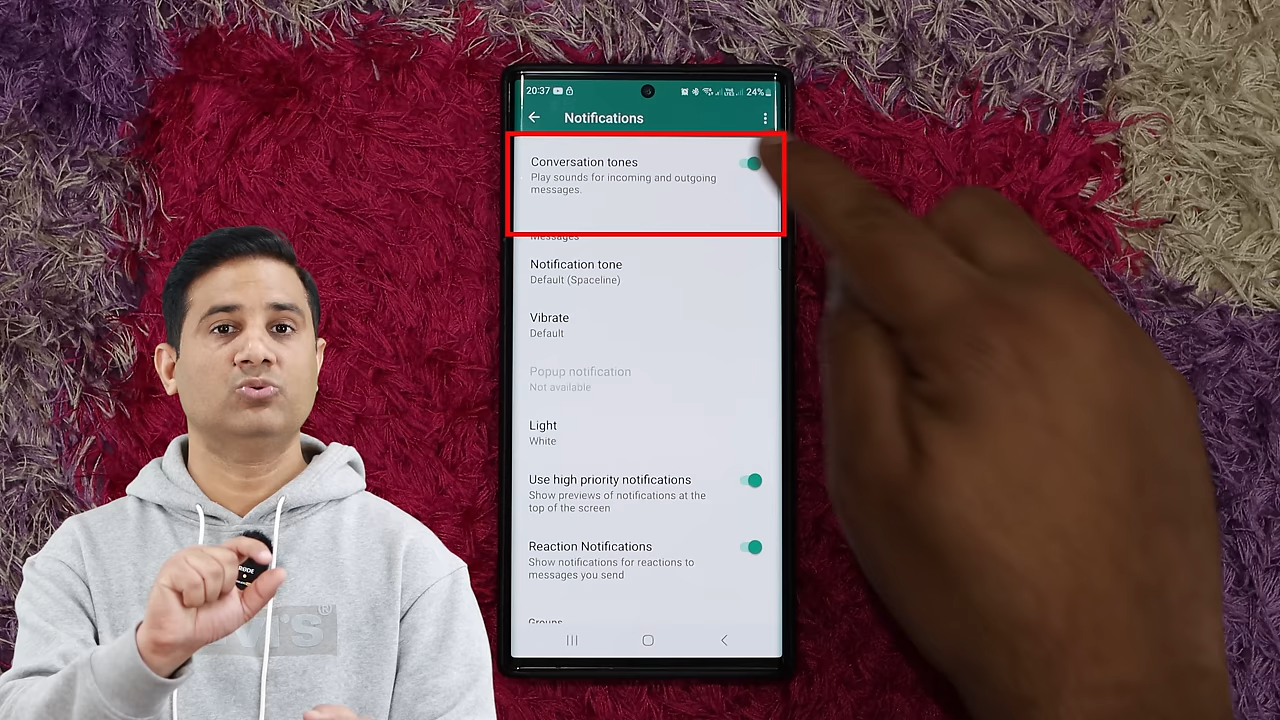 20:37
24%
Notifications
Conversation tones
Play sounds for incoming and outgoing
messages.
Messages
Notification tone
Default (Spaceline)
Vibrate
Default
Popup notification
Not available
Light
White
Use high priority notifications
Show previews of notifications at the
top of the screen
Reaction Notifications
Show notifications for reactions to
messages you send
Groups
RODE